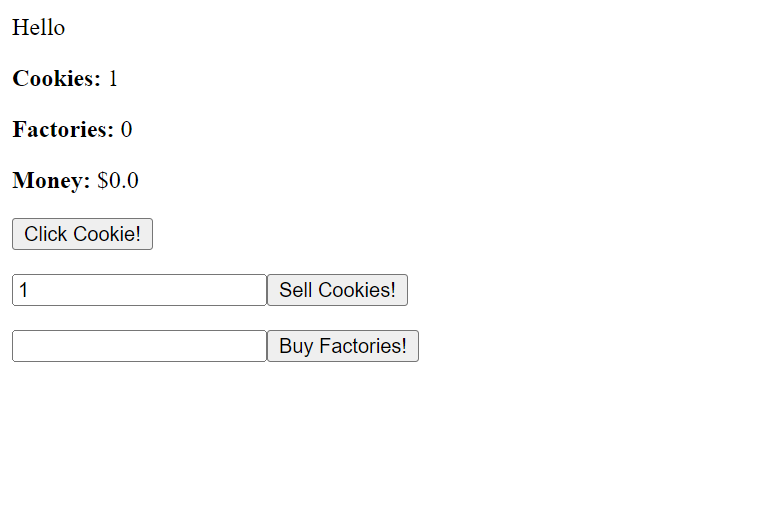 Hello
Cookies: 1
Factories: 0
Money: $0.0
Click Cookie!
1 Sell Cookies!
Buy Factories!